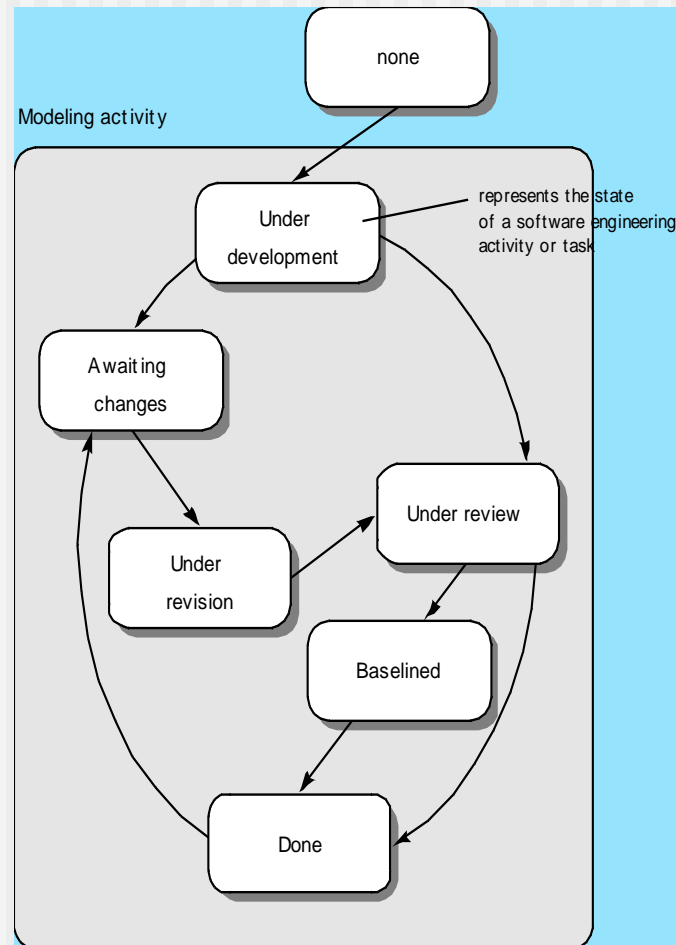 none
Modeling activity
represents the state
of a software engineering
activity or task
Under
development
Awaiting
changes
Under review
Under
revision
Baselined
Done